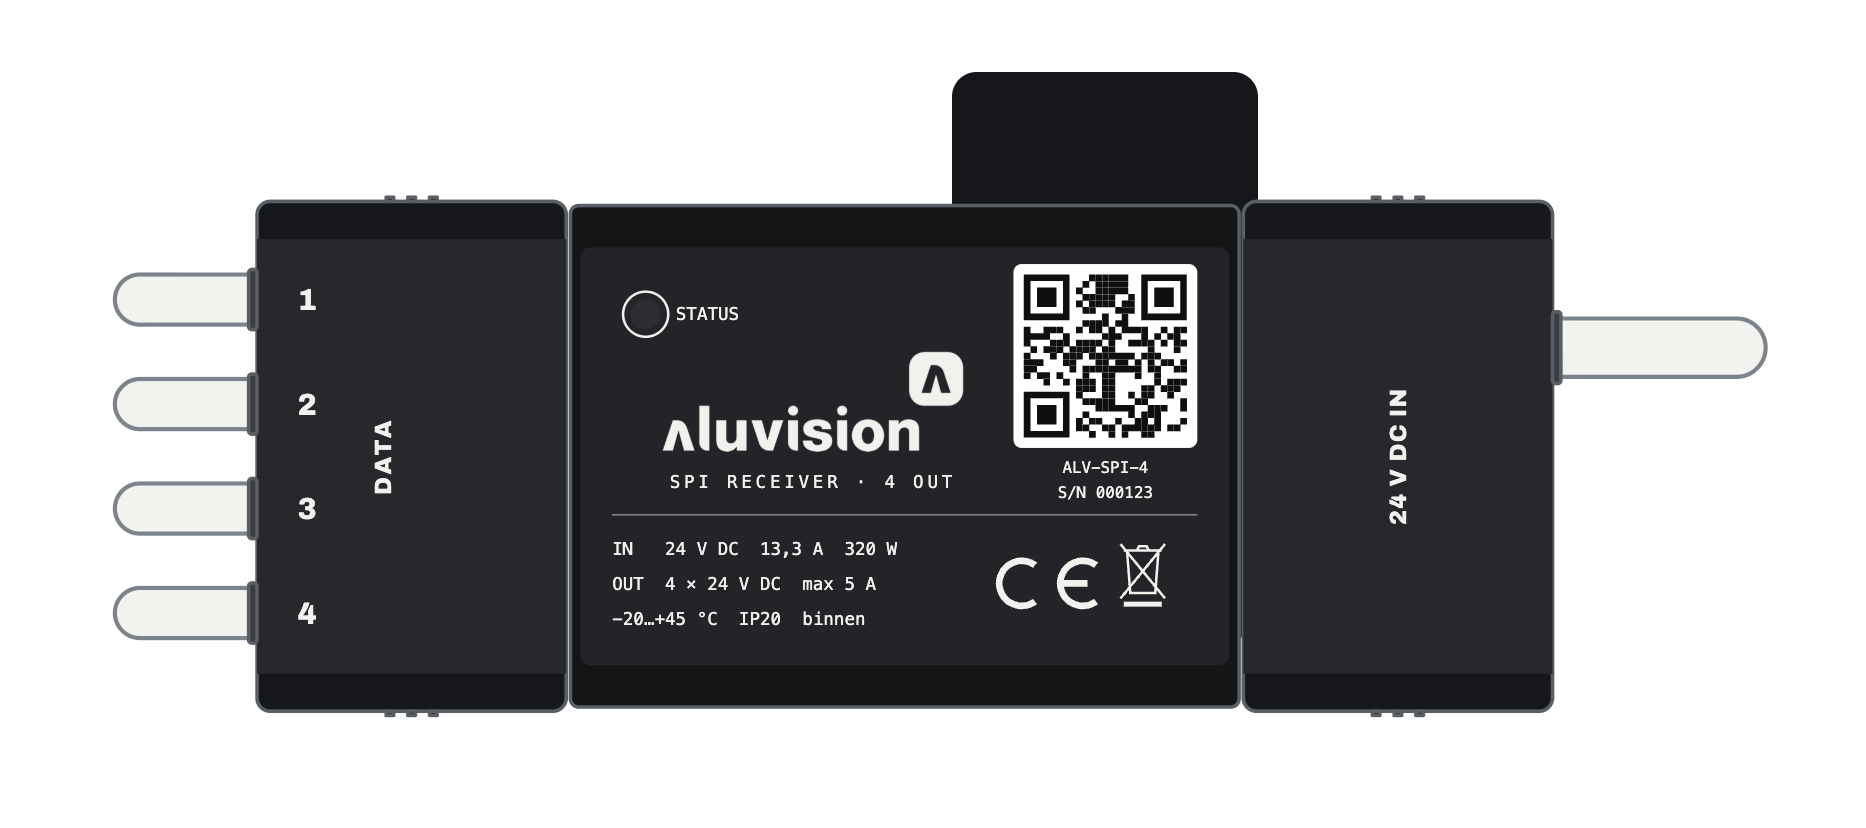 1
2
3
4
DATA
STATUS
aluvision
SPI RECEIVER · 4 OUT
ALV-SPI-4
S/N 000123
IN 24 V DC 13,3 A 320 W
OUT 4 × 24 V DC max 5 A
−20…+45 °C IP20 binnen
CE
24 V DC IN